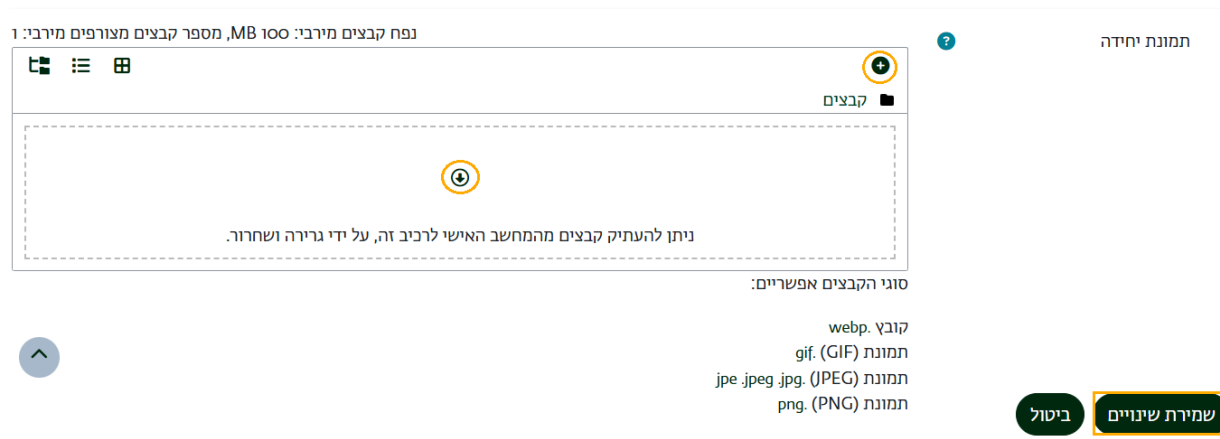 תמונת יחידה
נפח קבצים מירבי: 100 MB, מספר קבצים מצורפים מירבי: 1
קבצים
ניתן להעתיק קבצים מהמחשב האישי לרכיב זה, על ידי גרירה ושחרור.
סוגי הקבצים אפשריים:
קובץ .webp
תמונת (GIF) .gif
תמונת (JPEG) .jpe .jpeg .jpg
תמונת (PNG) .png
שמירת שינויים
ביטול